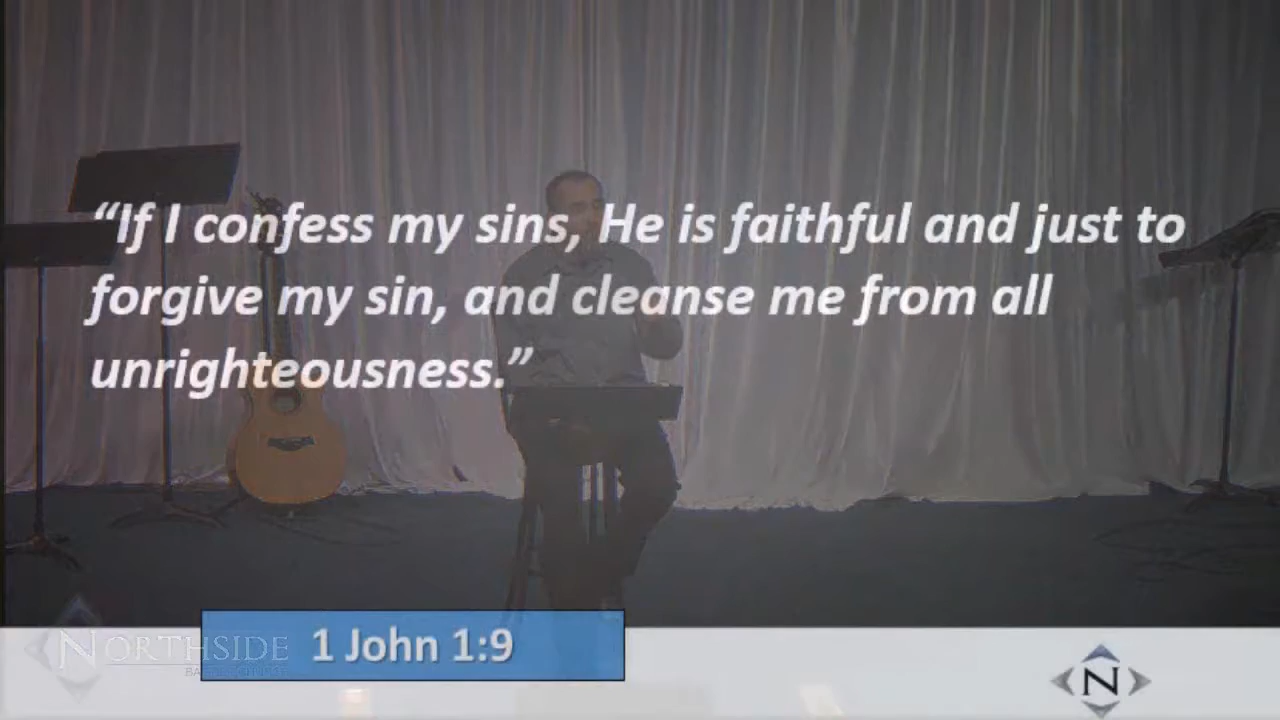 “If I confess my sins, He is faithful and just to
forgive my sin, and cleanse me from all
unrighteousness.”
NORTHSIDE
1 John 1:9
N